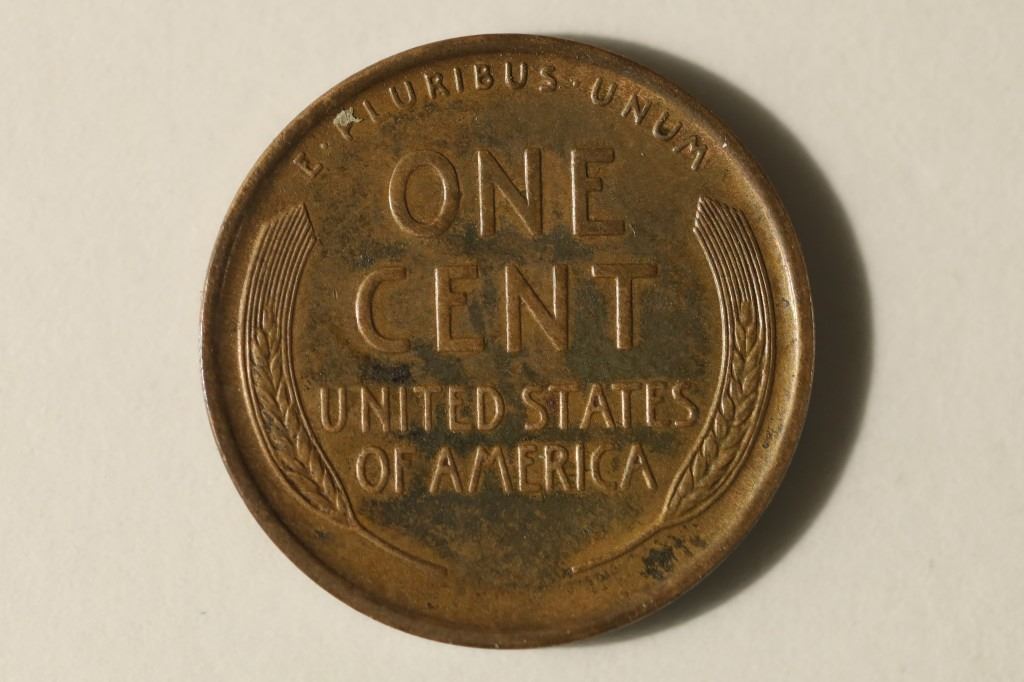 E·PLURIBUS·UNUM
ONE
CENT
UNITED STATES
OF AMERICA